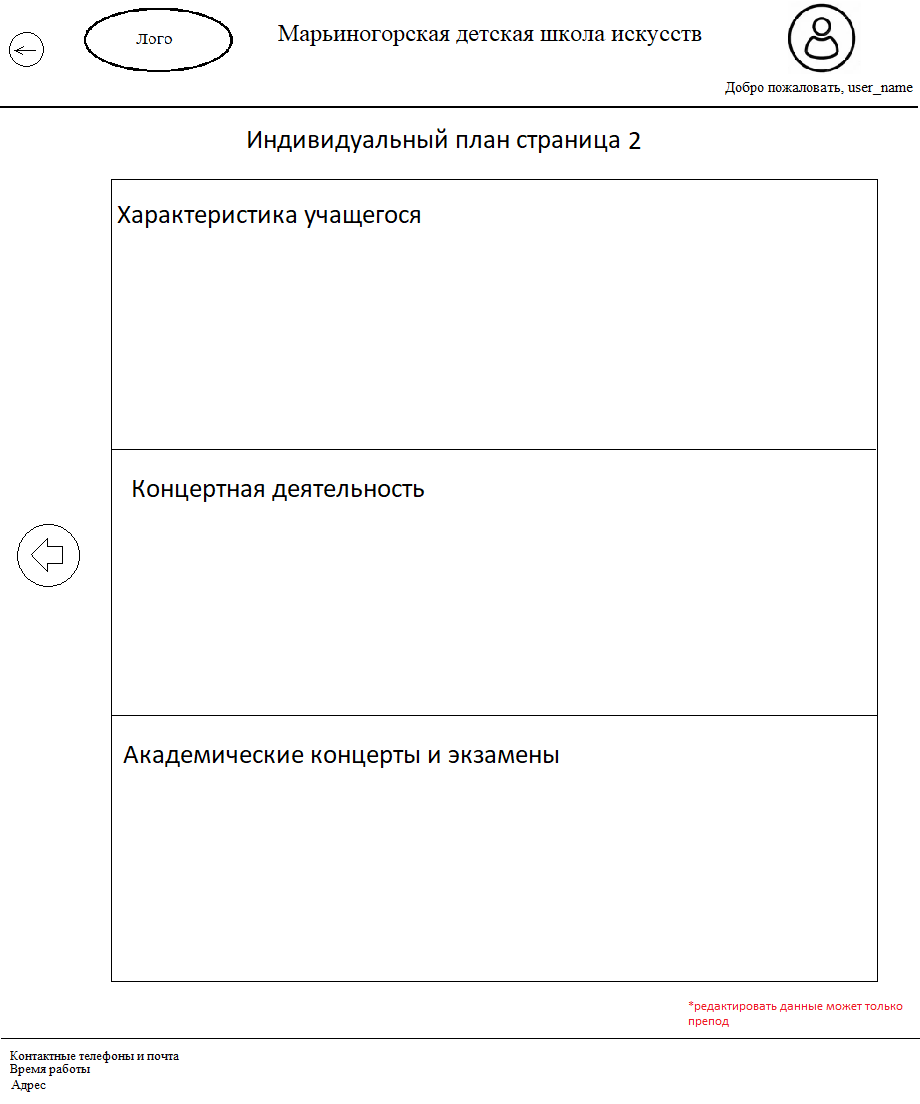 Лого
Марьиногорская детская школа искусств
Добро пожаловать, user_name
Индивидуальный план страница 2
Характеристика учащегося
Концертная деятельность
Академические концерты и экзамены
*редактировать данные может только
препод
Контактные телефоны и почта
Время работы
Адрес